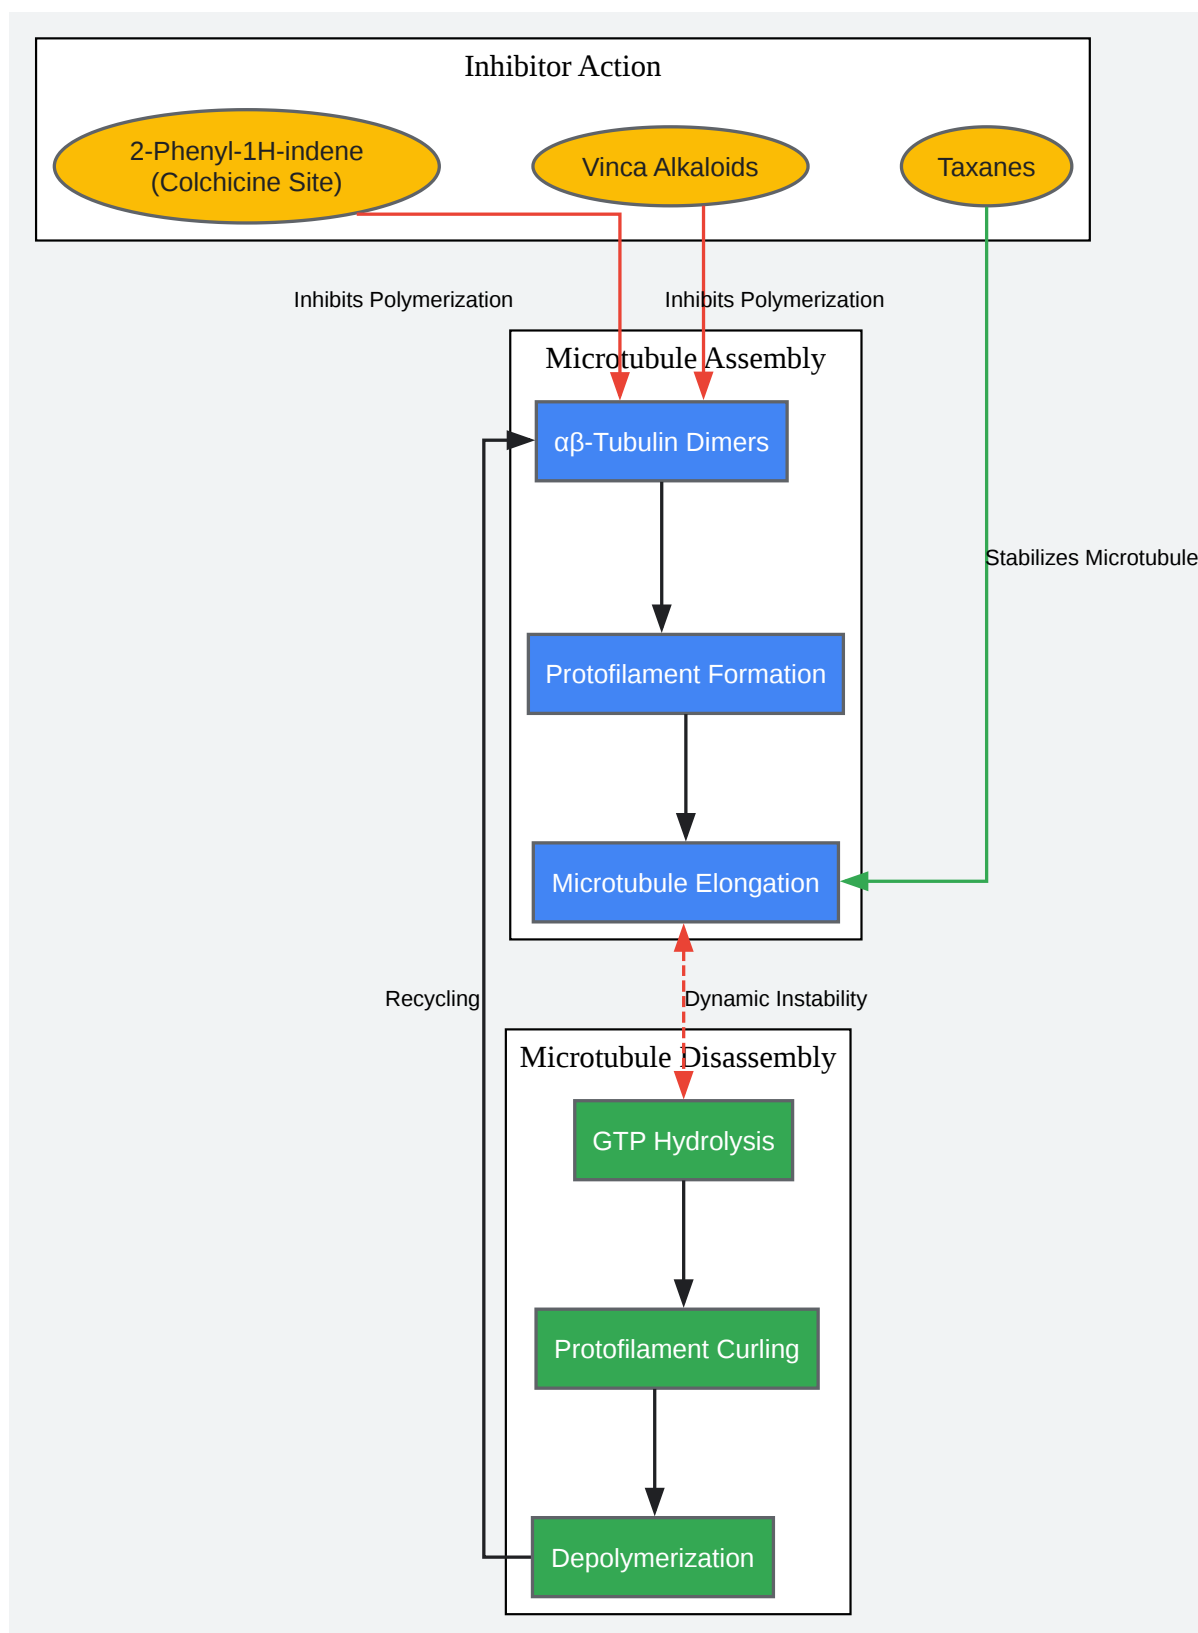 Inhibitor Action
2-Phenyl-1H-indene
(Colchicine Site)
Vinca Alkaloids
Taxanes
Inhibits Polymerization
Inhibits Polymerization
Microtubule Assembly
αβ-Tubulin Dimers
Stabilizes Microtubule
Protofilament Formation
Microtubule Elongation
Recycling
Dynamic Instability
Microtubule Disassembly
GTP Hydrolysis
Protofilament Curling
Depolymerization